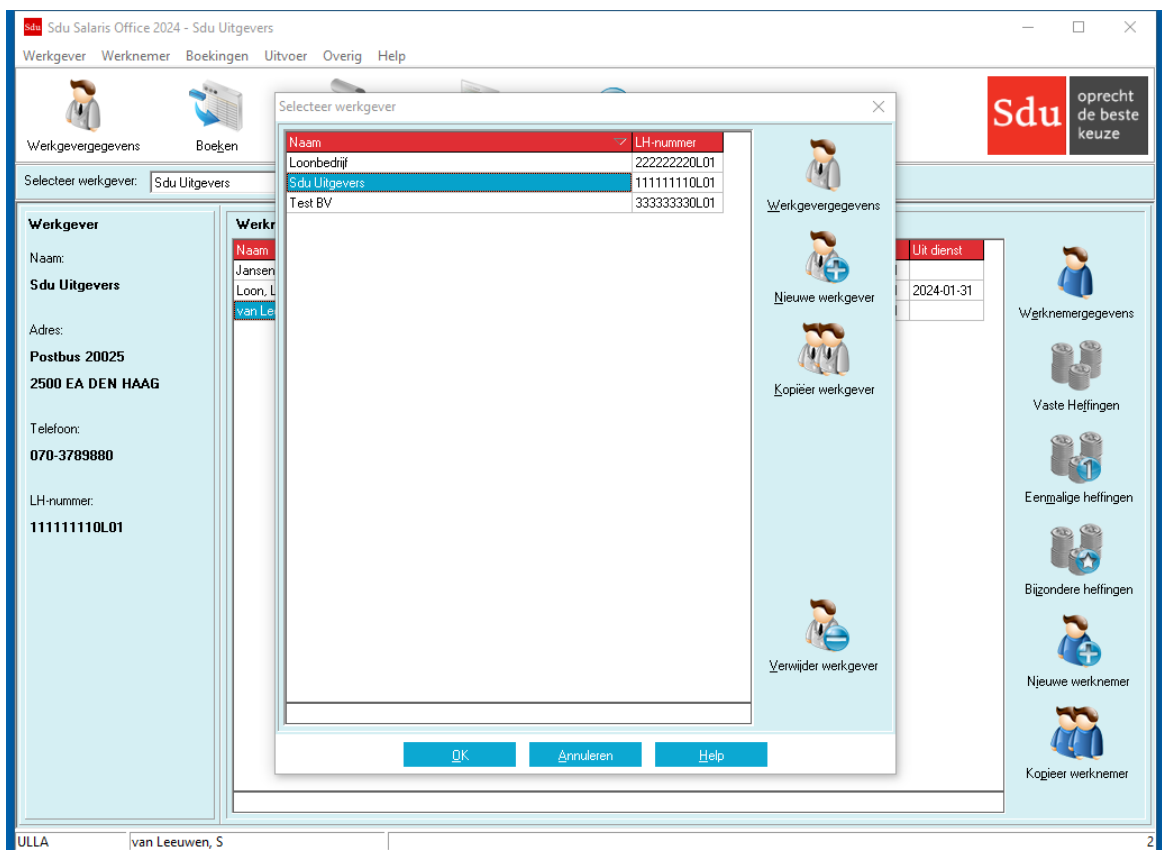 Sdu Sdu Salaris Office 2024 - Sdu Uitgevers
Werkgever Werknemer Boekingen Uitvoer Overig Help
Werkgevergegevens
Boeken
Sdu
oprecht
de beste
keuze
Selecteer werkgever: Sdu Uitgevers
Werkgever
Naam:
Sdu Uitgevers
Adres:
Postbus 20025
2500 EA DEN HAAG
Telefoon:
070-3789880
LH-nummer:
111111110L01
Naam
Jansen
Loon, L
Uit dienst
2024-01-31
Selecteer werkgever
Naam LH-nummer
Loonbedrijf 222222220L01
Sdu Uitgevers 111111110L01
Test BV 333333330L01
Werkgevergegevens
Nieuwe werkgever
Kopiëer werkgever
Verwijder werkgever
OK Annuleren Help
Werknemergegevens
Vaste Heffingen
1
Eenmalige heffingen
Bijzondere heffingen
Nieuwe werknemer
Kopieer werknemer
ULLA van Leeuwen, S 2